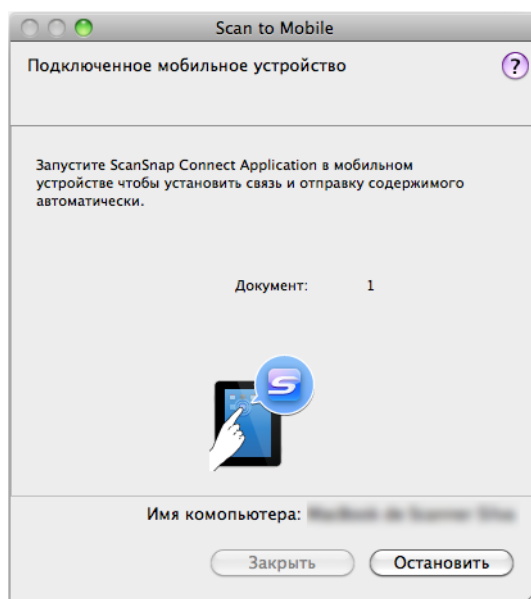 Scan to Mobile
Подключенное мобильное устройство
?
Запустите ScanSnap Connect Application в мобильном
устройстве чтобы установить связь и отправку содержимого
автоматически.
Документ: 1
S
Имя компьютера:
Закрыть Остановить